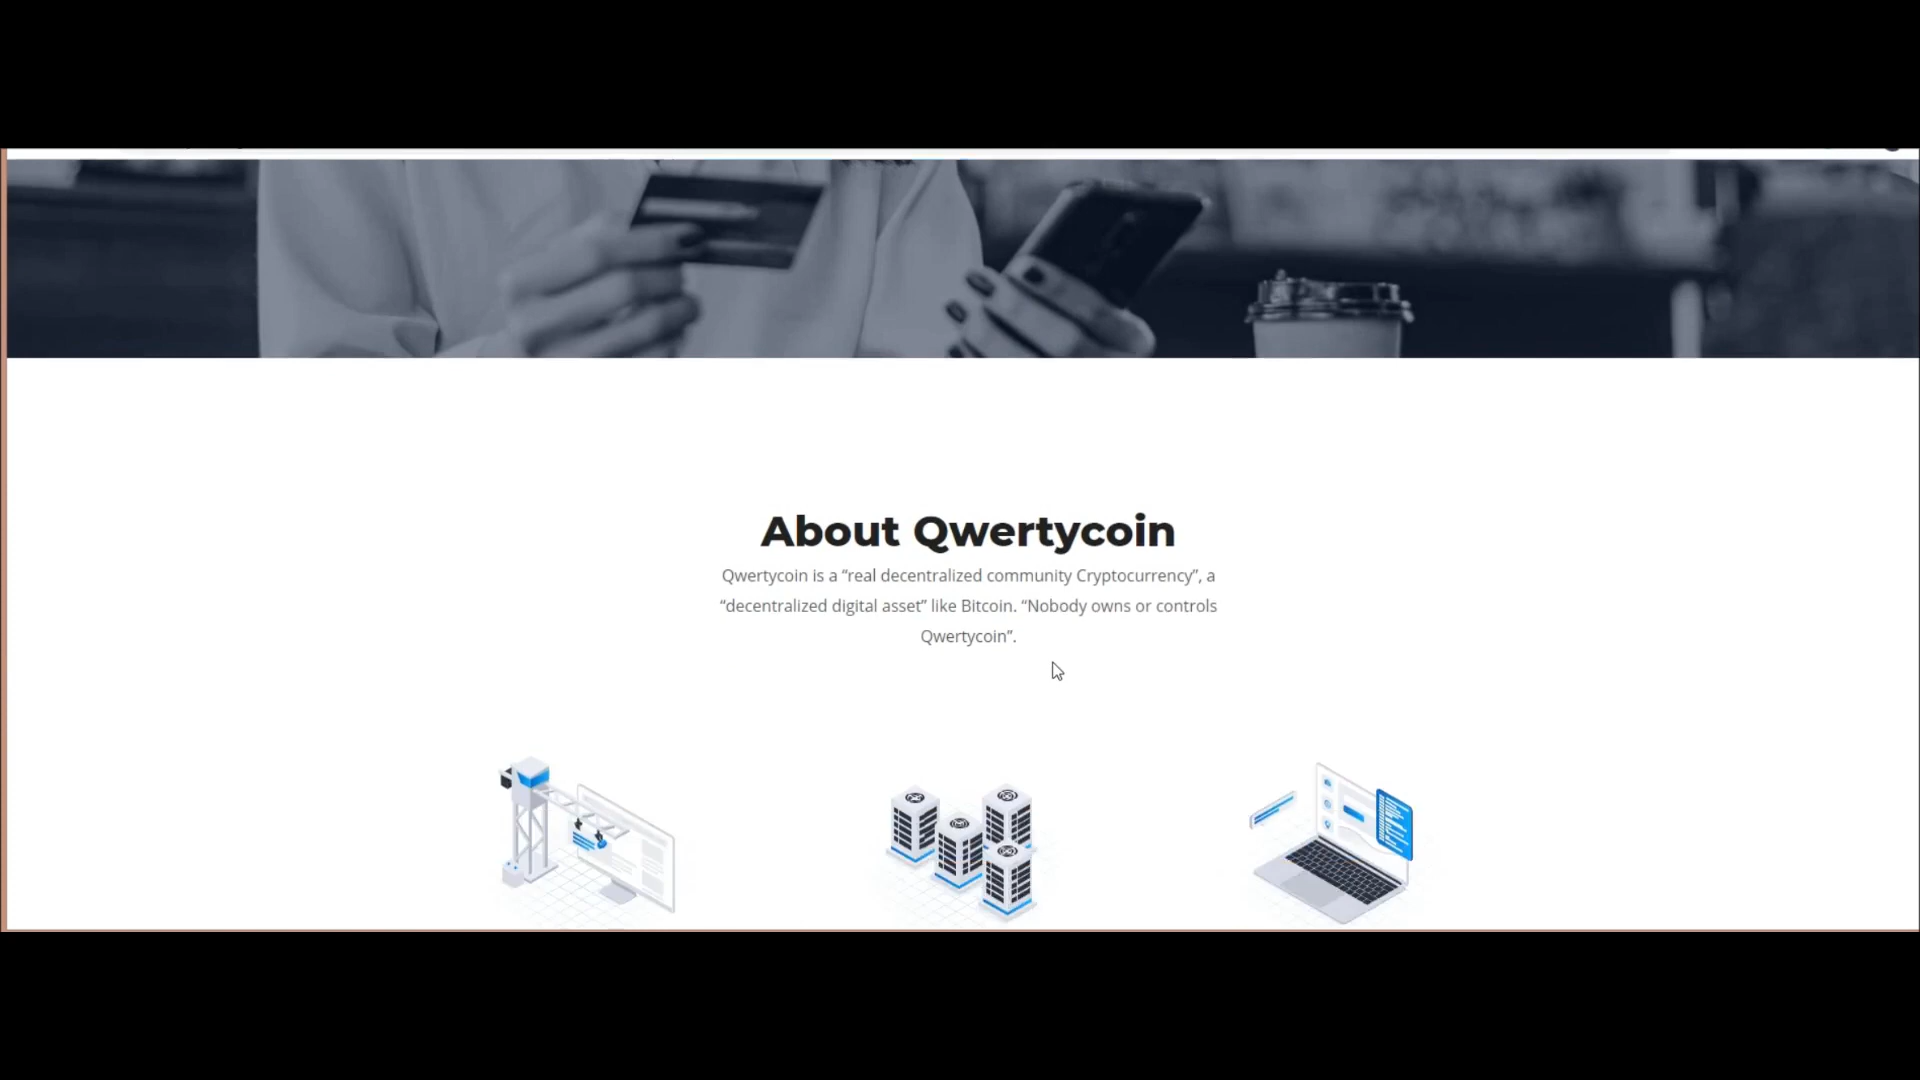 About Qwertycoin
Qwertycoin is a “real decentralized community Cryptocurrency”, a
“decentralized digital asset” like Bitcoin. “Nobody owns or controls
Qwertycoin”.